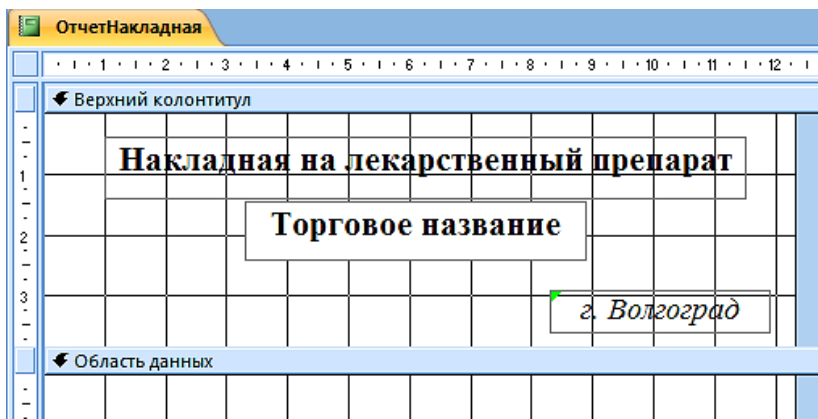 ОтчетНакладная
1 2 3 4 5 6 7 8 9 10 11 12
Верхний колонтитул
Накладная на лекарственный препарат
1
Торговое название
2
3
г. Волгоград
Область данных